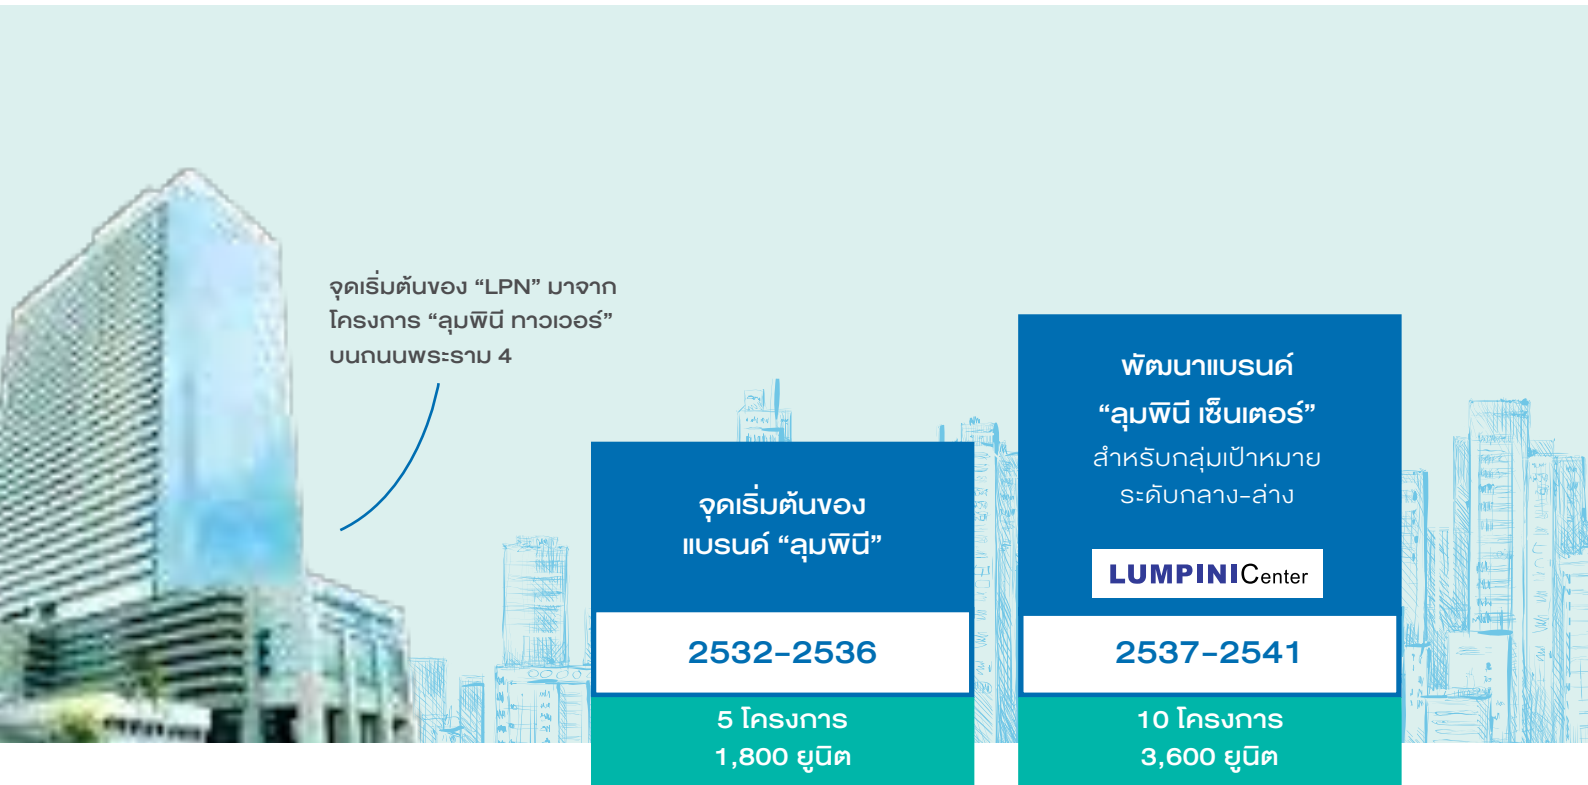 จุดเริ่มต้นของ “LPN” มาจาก
โครงการ “ลุมพินี ทาวเวอร์”
บนถนนพระราม 4
จุดเริ่มต้นของ
แบรนด์ “ลุมพินี”
2532-2536
5 โครงการ
1,800 ยูนิต
พัฒนาแบรนด์
“ลุมพินี เซ็นเตอร์”
สำหรับกลุ่มเป้าหมาย
ระดับกลาง-ล่าง
LUMPINI Center
2537-2541
10 โครงการ
3,600 ยูนิต